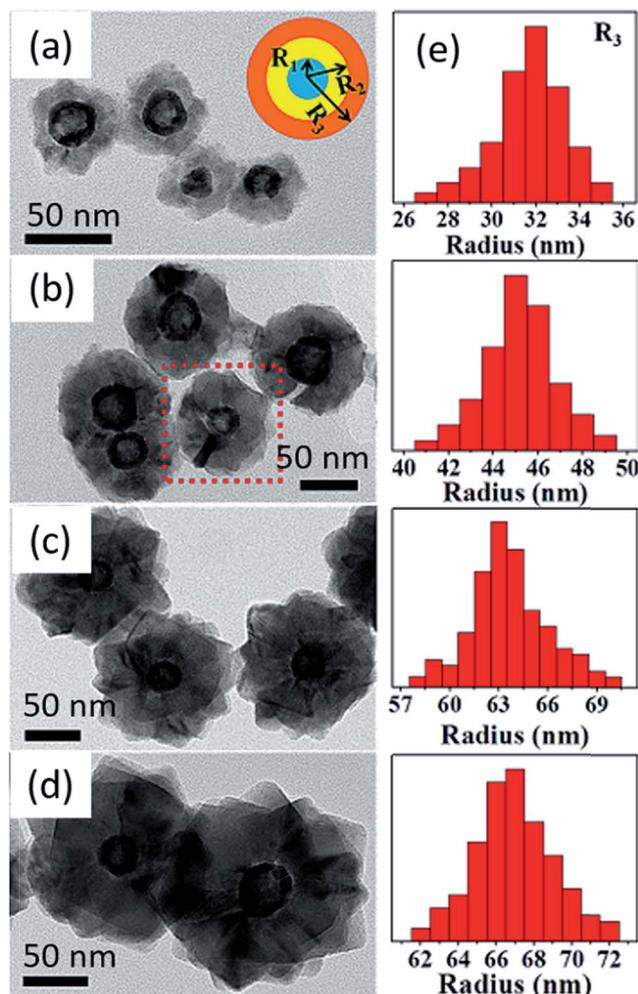 (a)
R1
R2
R3
50 nm
(e)
R3
26 28 30 32 34 36
Radius (nm)
(b)
50 nm
40 42 44 46 48 50
Radius (nm)
(c)
50 nm
57 60 63 66 69
Radius (nm)
(d)
50 nm
62 64 66 68 70 72
Radius (nm)